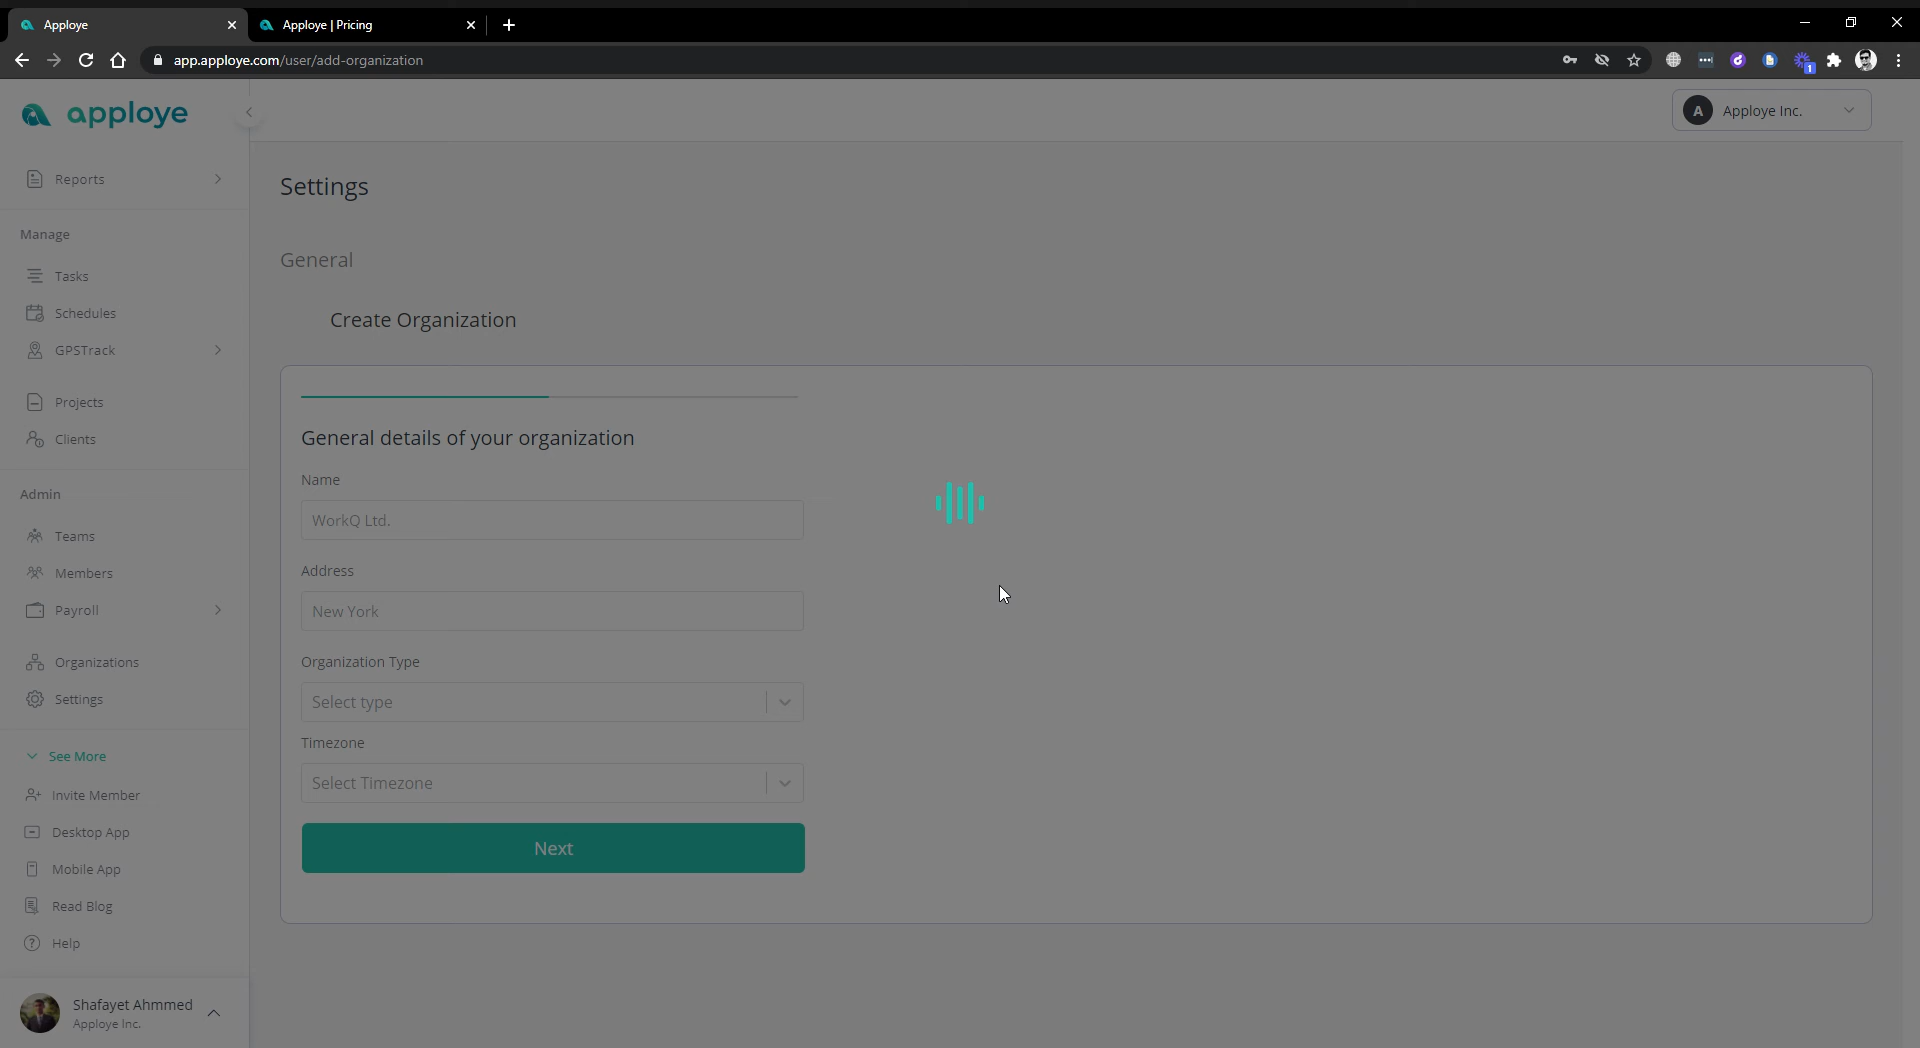 Apploye
Apploye | Pricing
app.apploye.com/user/add-organization
1
apploye
A
Apploye Inc.
Reports
Manage
Tasks
Schedules
GPSTrack
Projects
Clients
Admin
Teams
Members
Payroll
Organizations
Settings
See More
Invite Member
Desktop App
Mobile App
Read Blog
Help
Shafayet Ahmmed
Apploye Inc.
Settings
General
Create Organization
General details of your organization
Name
WorkQ Ltd.
Address
New York
Organization Type
Select type
Timezone
Select Timezone
Next